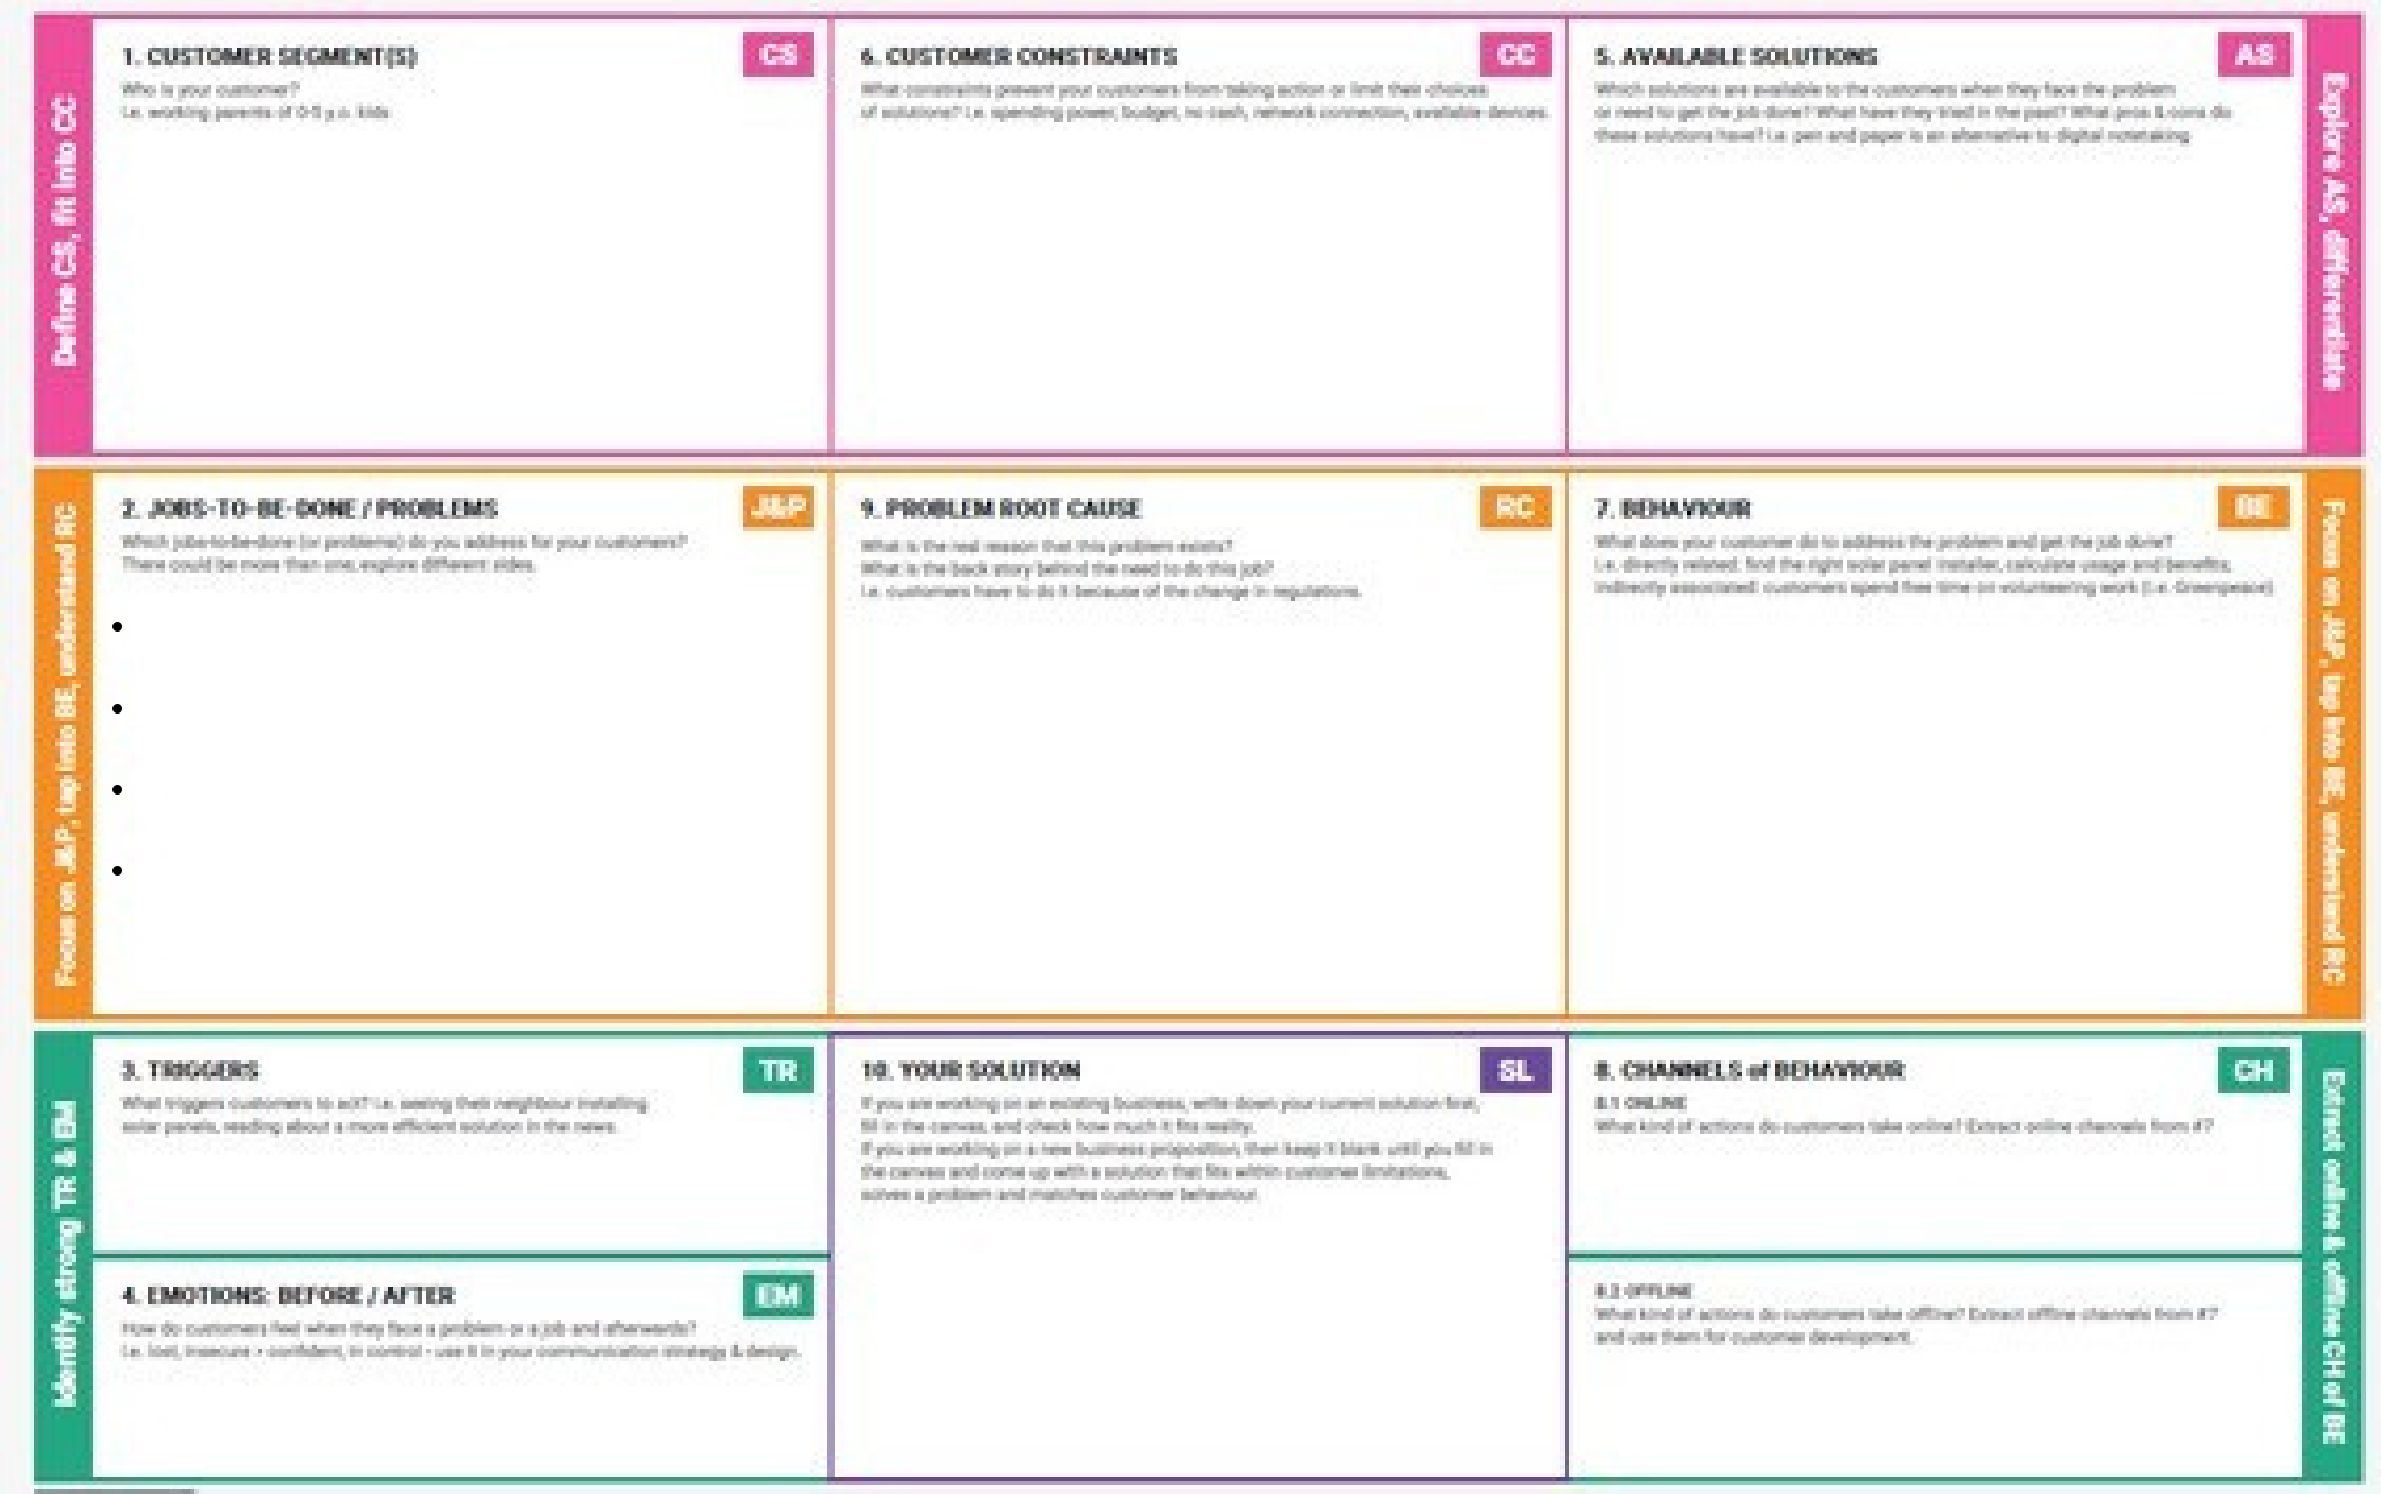 Define CS, fit into CC
1. CUSTOMER SEGMENT(S)
CS
Who is your customer?
i.e. working parents of 0-5 y.o. kids
6. CUSTOMER CONSTRAINTS
CC
What constraints prevent your customers from taking action or limit their choices
of solutions? i.e. spending power, budget, no cash, network connection, available devices.
5. AVAILABLE SOLUTIONS
AS
Which solutions are available to the customers when they face the problem
or need to get the job done? What have they tried in the past? What pros & cons do
these solutions have? i.e. pen and paper is an alternative to digital notetaking
Explore AS, differentiate
Focus on J&P, tap into BE, understand RC
2. JOBS-TO-BE-DONE / PROBLEMS
J&P
Which jobs-to-be-done (or problems) do you address for your customers?
There could be more than one; explore different sides.
9. PROBLEM ROOT CAUSE
RC
What is the real reason that this problem exists?
What is the back story behind the need to do this job?
i.e. customers have to do it because of the change in regulations.
7. BEHAVIOUR
BE
What does your customer do to address the problem and get the job done?
i.e. directly related: find the right solar panel installer, calculate usage and benefits;
indirectly associated: customers spend free time on volunteering work (i.e. Greenpeace)
Focus on J&P, tap into BE, understand RC
Identify strong TR & EM
3. TRIGGERS
TR
What triggers customers to act? i.e. seeing their neighbour installing
solar panels, reading about a more efficient solution in the news.
4. EMOTIONS: BEFORE / AFTER
EM
How do customers feel when they face a problem or a job and afterwards?
i.e. lost, insecure > confident, in control - use it in your communication strategy & design.
10. YOUR SOLUTION
SL
If you are working on an existing business, write down your current solution first,
fill in the canvas, and check how much it fits reality.
If you are working on a new business proposition, then keep it blank until you fill in
the canvas and come up with a solution that fits within customer limitations,
solves a problem and matches customer behaviour.
8. CHANNELS of BEHAVIOUR
CH
8.1 ONLINE
What kind of actions do customers take online? Extract online channels from #7
8.2 OFFLINE
What kind of actions do customers take offline? Extract offline channels from #7
and use them for customer development.
Extract online & offline CH of BE